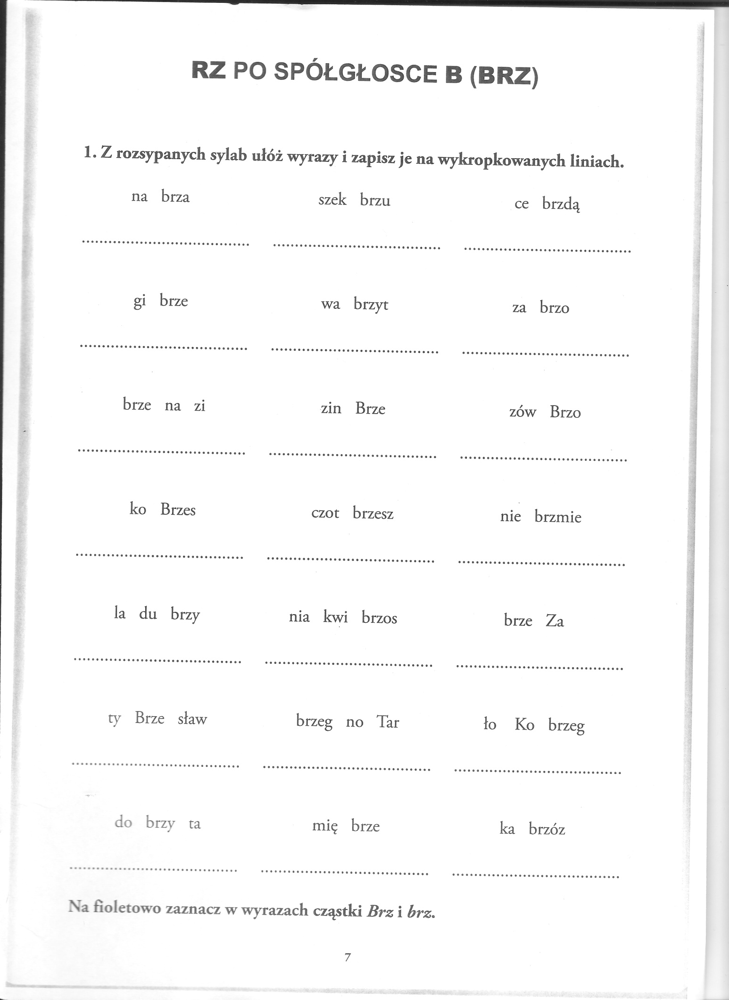 RZ PO SPÓŁGŁOSCE B (BRZ)
1. Z rozsypanych sylab ułóż wyrazy i zapisz je na wykropkowanych liniach.
na brza szek brzu ce brzdą
gi brze wa brzyt za brzo
brze na zi zin Brze zów Brzo
ko Brzes czot brzesz nie brzmie
la du brzy nia kwi brzos brze Za
ty Brze sław brzeg no Tar ło Ko brzeg
do brzy ta mię brze ka brzóz
Na fioletowo zaznacz w wyrazach cząstki Brz i brz.
7